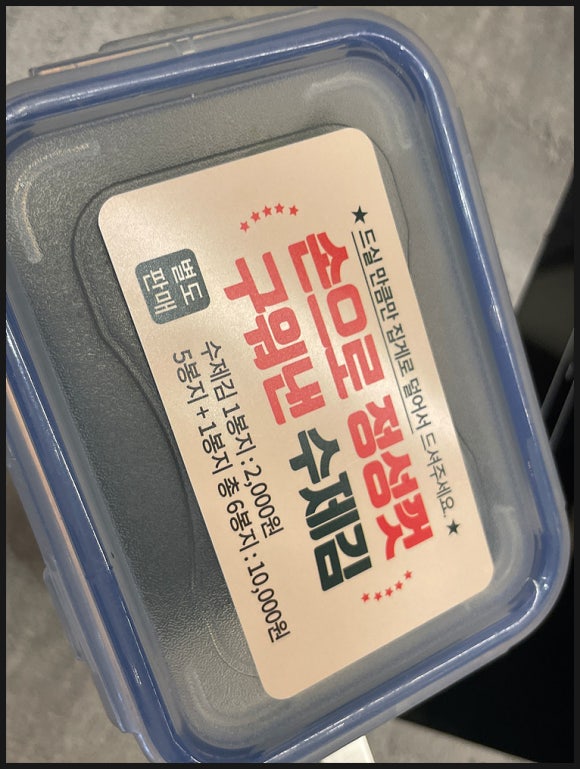 ★ 드실 만큼만 집게로 덜어서 드셔주세요. ★
손으로 정성껏
구워낸 수제김
별도
판매
수제김 1봉지 : 2,000원
5봉지 + 1봉지 총 6봉지 : 10,000원